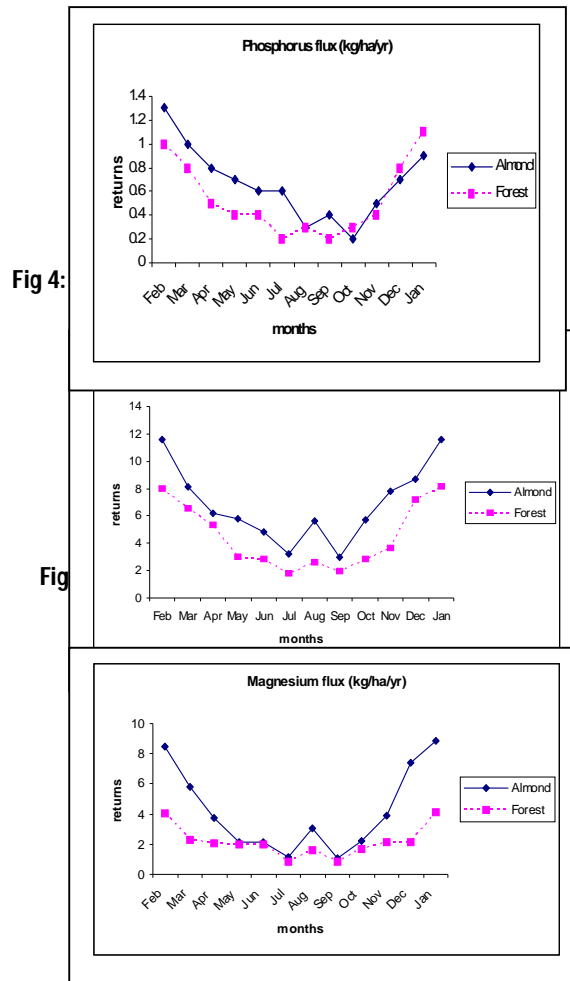 Phosphorus flux (kg/ha/yr)
1.4
1.2
1
0.8
0.6
0.4
0.2
0
returns
Feb Mar Apr May Jun Jul Aug Sep Oct Nov Dec Jan
months
Almond
Forest
Fig 4:
14
12
10
8
6
4
2
0
returns
Feb Mar Apr May Jun Jul Aug Sep Oct Nov Dec Jan
months
Almond
Forest
Fig
Magnesium flux (kg/ha/yr)
10
8
6
4
2
0
returns
Feb Mar Apr May Jun Jul Aug Sep Oct Nov Dec Jan
months
Almond
Forest